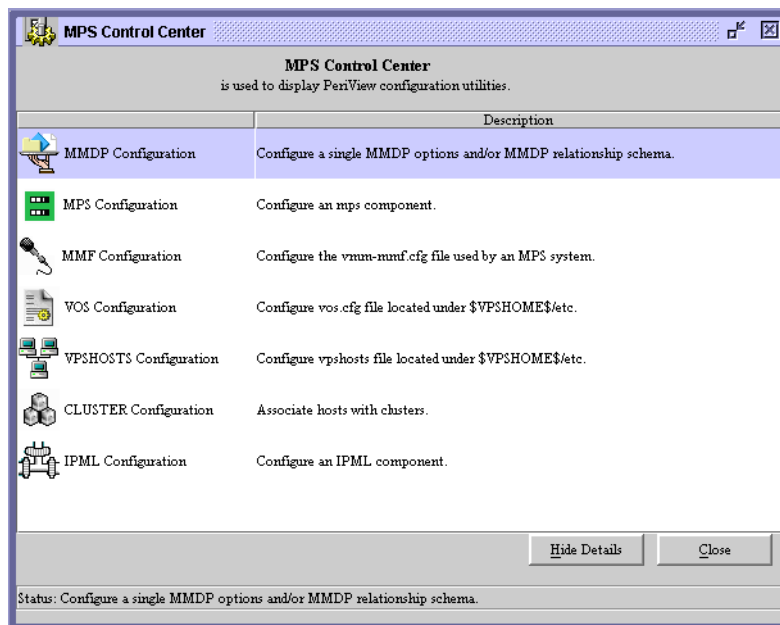 MPS Control Center
MPS Control Center
is used to display PeriView configuration utilities.
Description
MMDP Configuration Configure a single MMDP options and/or MMDP relationship schema.
MPS Configuration Configure an mps component.
MMF Configuration Configure the vmm-mmf.cfg file used by an MPS system.
VOS Configuration Configure vos.cfg file located under $VPSHOME$/etc.
VPSHOSTS Configuration Configure vpshosts file located under $VPSHOME$/etc.
CLUSTER Configuration Associate hosts with clusters.
IPML Configuration Configure an IPML component.
Hide Details Close
Status: Configure a single MMDP options and/or MMDP relationship schema.